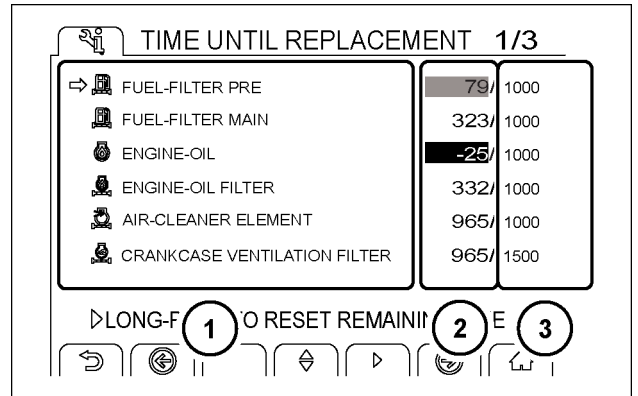 TIME UNTIL REPLACEMENT 1/3
FUEL-FILTER PRE 79/ 1000
FUEL-FILTER MAIN 323/ 1000
ENGINE-OIL -25/ 1000
ENGINE-OIL FILTER 332/ 1000
AIR-CLEANER ELEMENT 965/ 1000
CRANKCASE VENTILATION FILTER 965/ 1500
RESET
1 2 3